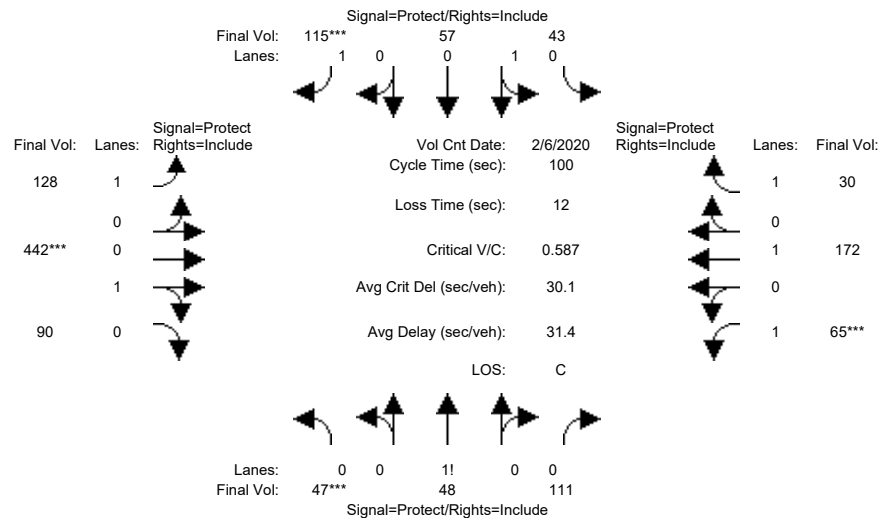 Signal=Protect/Rights=Include
Final Vol: 115*** 57 43
Lanes: 1 0 0 1 0
Signal=Protect
Final Vol: Lanes: Rights=Include
Vol Cnt Date: 2/6/2020
Signal=Protect
Rights=Include Lanes: Final Vol:
Cycle Time (sec): 100
128 1
1 30
Loss Time (sec): 12
0
0
442*** 0
Critical V/C: 0.587
1 172
1
Avg Crit Del (sec/veh): 30.1
0
90 0
Avg Delay (sec/veh): 31.4
1 65***
LOS: C
Lanes: 0 0 1! 0 0
Final Vol: 47*** 48 111
Signal=Protect/Rights=Include